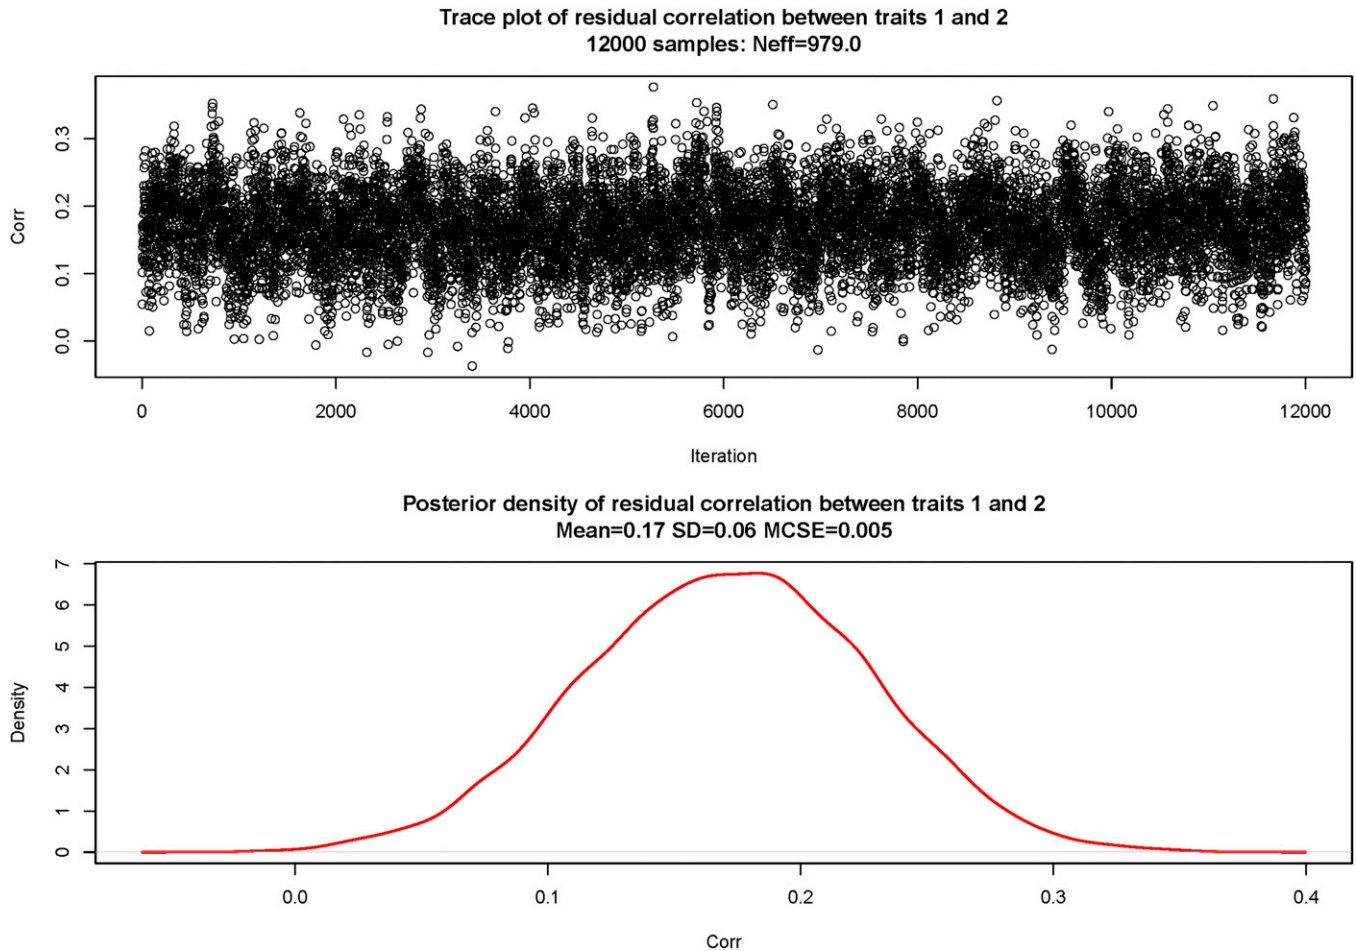 Trace plot of residual correlation between traits 1 and 2
12000 samples: Neff=979.0
0.3
0.2
0.1
0.0
Corr
0 2000 4000 6000 8000 10000 12000
Iteration
Posterior density of residual correlation between traits 1 and 2
Mean=0.17 SD=0.06 MCSE=0.005
7
6
5
4
3
2
1
0
Density
0.0 0.1 0.2 0.3 0.4
Corr